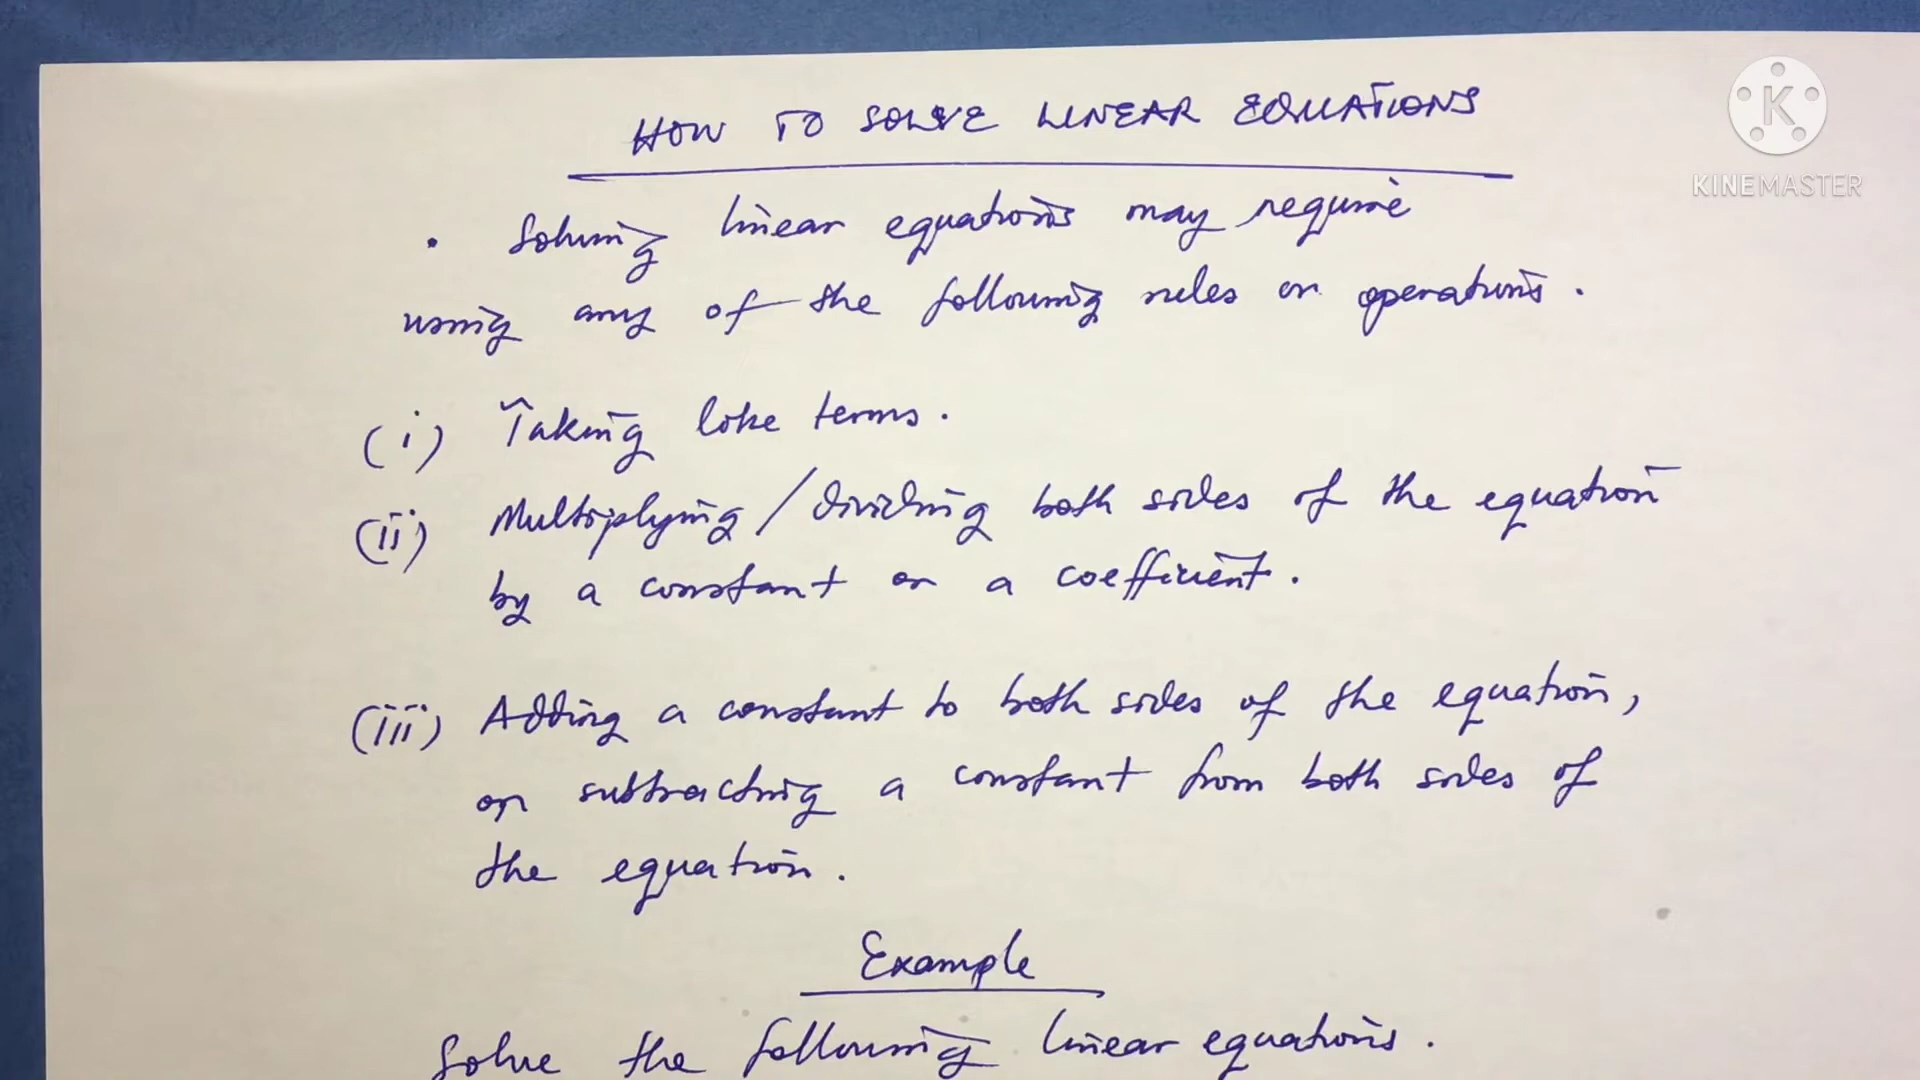 HOW TO SOLVE LINEAR EQUATIONS
K
KINEMASTER
• Solving linear equations may require
using any of the following rules or operations.
(i) Taking like terms.
(ii) Multiplying/dividing both sides of the equation
by a constant or a coefficient.
(iii) Adding a constant to both sides of the equation,
or subtracting a constant from both sides of
the equation.
Example
Solve the following linear equations.